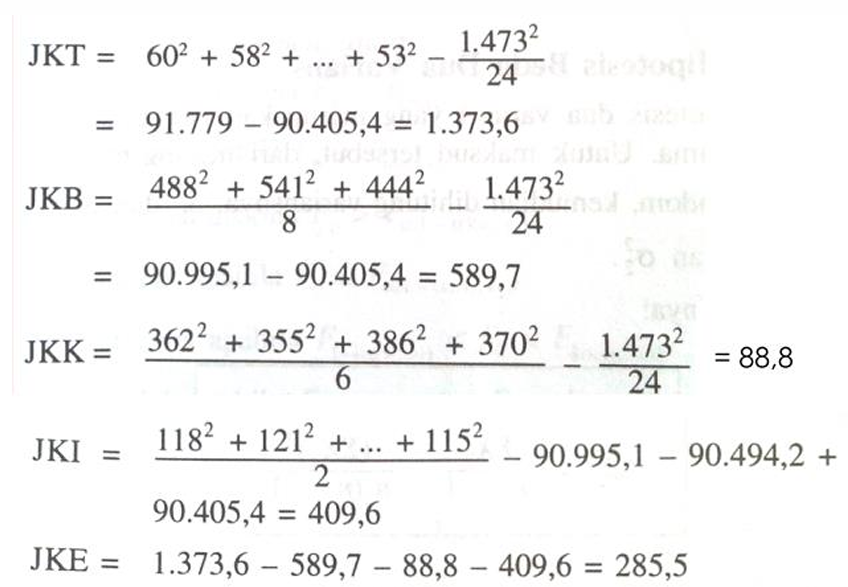 JKT = 60² + 58² + ... + 53² – 1.473²/24
= 91.779 – 90.405,4 = 1.373,6
JKB = 488² + 541² + 444²/8 – 1.473²/24
= 90.995,1 – 90.405,4 = 589,7
JKK = 362² + 355² + 386² + 370²/6 – 1.473²/24 = 88,8
JKI = 118² + 121² + ... + 115²/2 – 90.995,1 – 90.494,2 +
90.405,4 = 409,6
JKE = 1.373,6 – 589,7 – 88,8 – 409,6 = 285,5